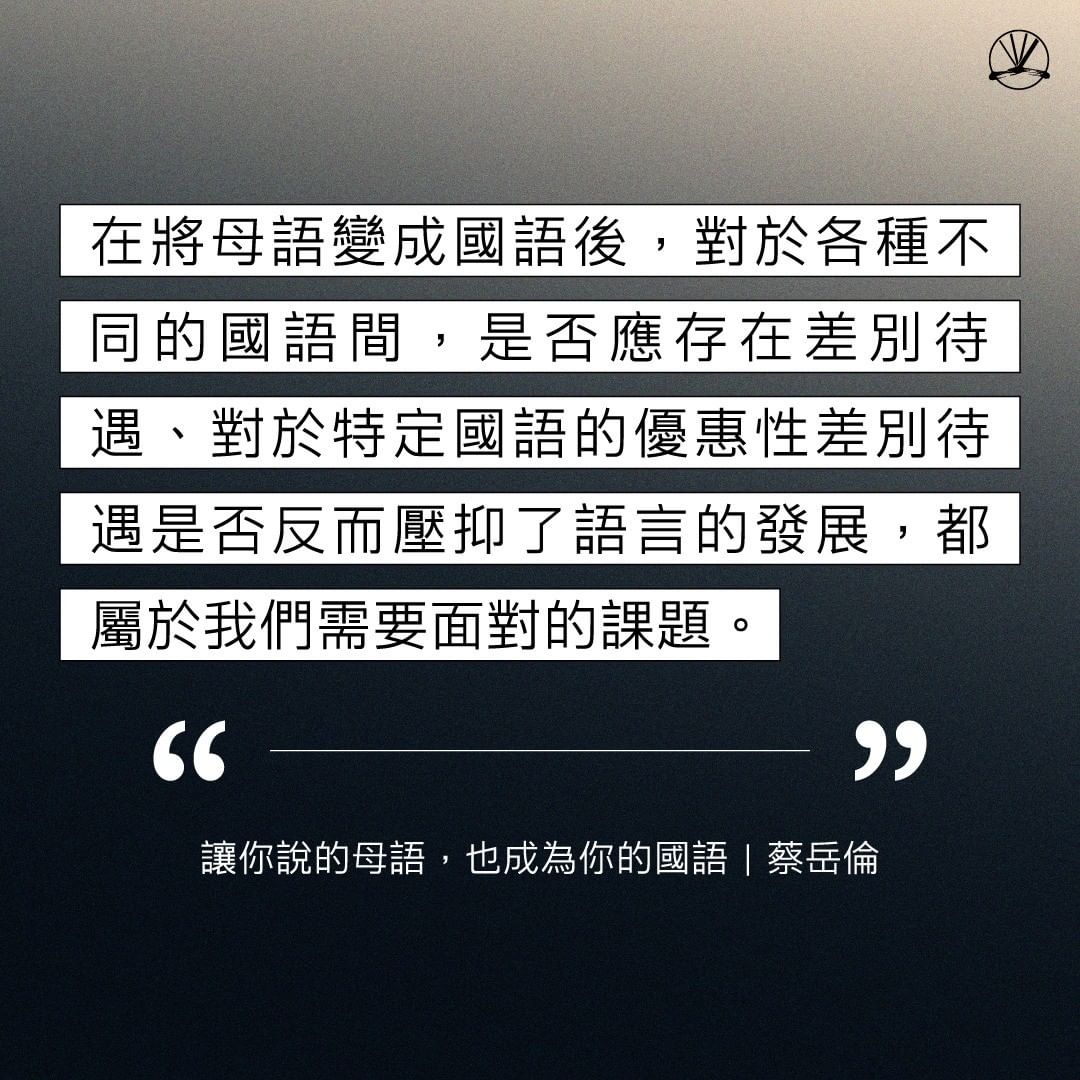 在將母語變成國語後，對於各種不
同的國語間，是否應存在差別待
遇、對於特定國語的優惠性差別待
遇是否反而壓抑了語言的發展，都
屬於我們需要面對的課題。
“ ”
讓你說的母語，也成為你的國語 | 蔡岳倫